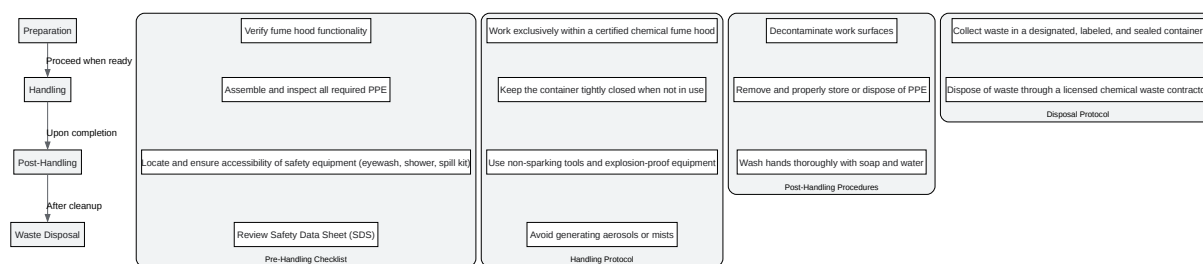 Preparation
Proceed when ready
Handling
Upon completion
Post-Handling
After cleanup
Waste Disposal
Verify fume hood functionality
Assemble and inspect all required PPE
Locate and ensure accessibility of safety equipment (eyewash, shower, spill kit)
Review Safety Data Sheet (SDS)
Pre-Handling Checklist
Work exclusively within a certified chemical fume hood
Keep the container tightly closed when not in use
Use non-sparking tools and explosion-proof equipment
Avoid generating aerosols or mists
Handling Protocol
Decontaminate work surfaces
Remove and properly store or dispose of PPE
Wash hands thoroughly with soap and water
Post-Handling Procedures
Collect waste in a designated, labeled, and sealed container
Dispose of waste through a licensed chemical waste contracto
Disposal Protocol